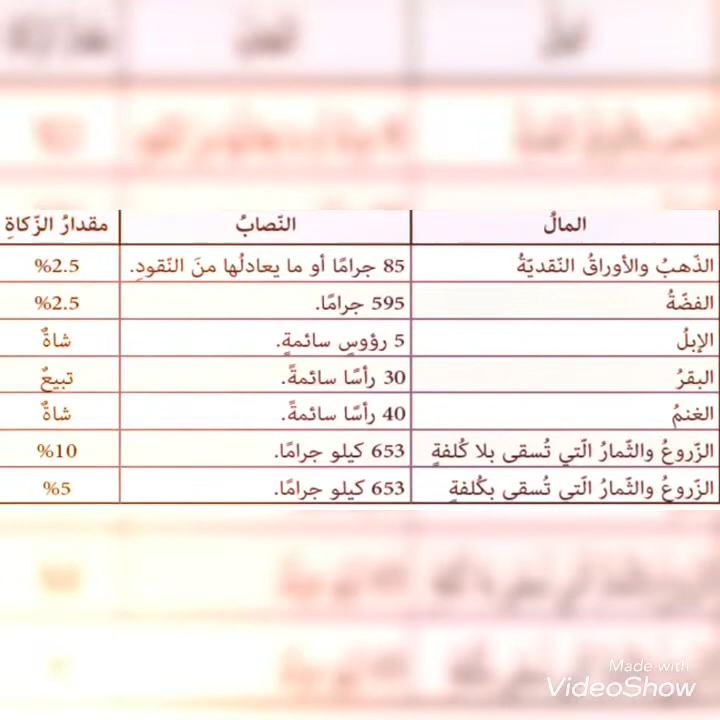 المالُ النّصابُ مقدارُ الزّكاةِ
الذّهبُ والأوراقُ النّقديّةُ 85 جرامًا أو ما يعادلُها منَ النّقودِ. %2.5
الفضّةُ 595 جرامًا. %2.5
الإبلُ 5 رؤوسٍ سائمةٍ. شاةٌ
البقرُ 30 رأسًا سائمةً. تبيعٌ
الغنمُ 40 رأسًا سائمةً. شاةٌ
الزّروعُ والثّمارُ الّتي تُسقى بلا كُلفةٍ 653 كيلو جرامًا. %10
الزّروعُ والثّمارُ الّتي تُسقى بكُلفةٍ 653 كيلو جرامًا. %5
Made with
VideoShow